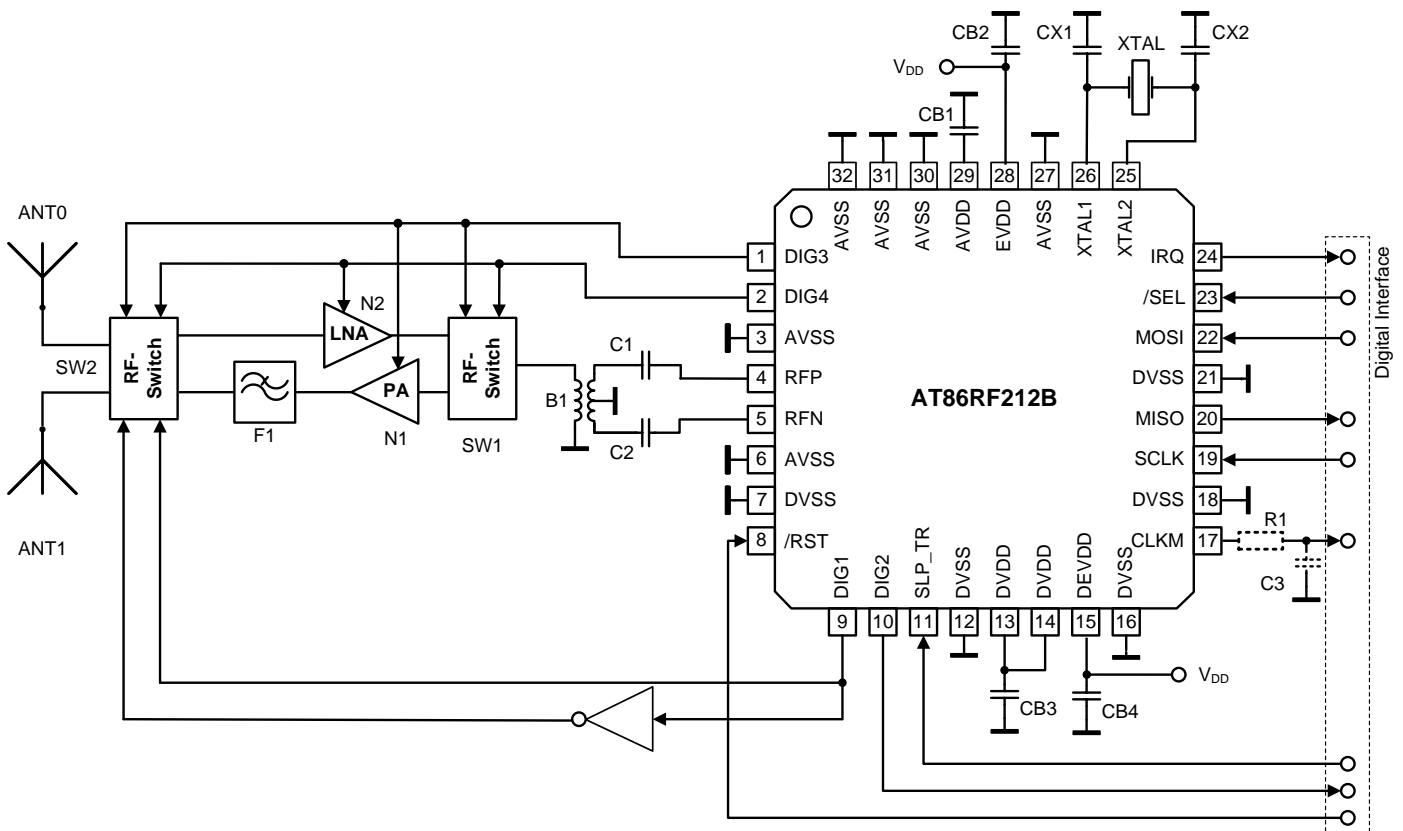 CB2
CX1
XTAL
CX2
VDD
CB1
32
31
30
29
28
27
26
25
AVSS
AVSS
AVSS
AVDD
EVDD
AVSS
XTAL1
XTAL2
ANT0
ANT1
SW2
RF-Switch
LNA
N2
PA
N1
F1
RF-Switch
SW1
B1
C1
C2
1 DIG3
2 DIG4
3 AVSS
4 RFP
5 RFN
6 AVSS
7 DVSS
8 /RST
AT86RF212B
IRQ 24
/SEL 23
MOSI 22
DVSS 21
MISO 20
SCLK 19
DVSS 18
CLKM 17
R1
C3
Digital Interface
DIG1
DIG2
SLP_TR
DVSS
DVDD
DVDD
DEVDD
DVSS
9
10
11
12
13
14
15
16
VDD
CB3
CB4